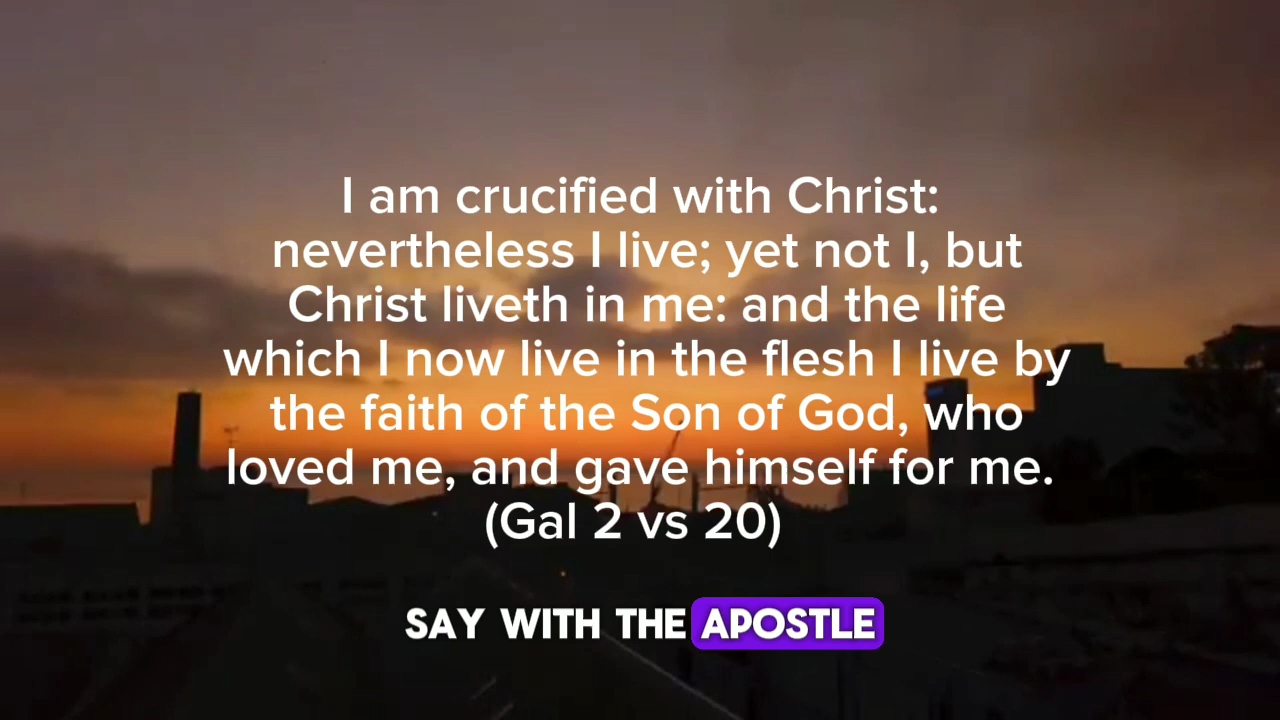 I am crucified with Christ:
nevertheless I live; yet not I, but
Christ liveth in me: and the life
which I now live in the flesh I live by
the faith of the Son of God, who
loved me, and gave himself for me.
(Gal 2 vs 20)
SAY WITH THE APOSTLE